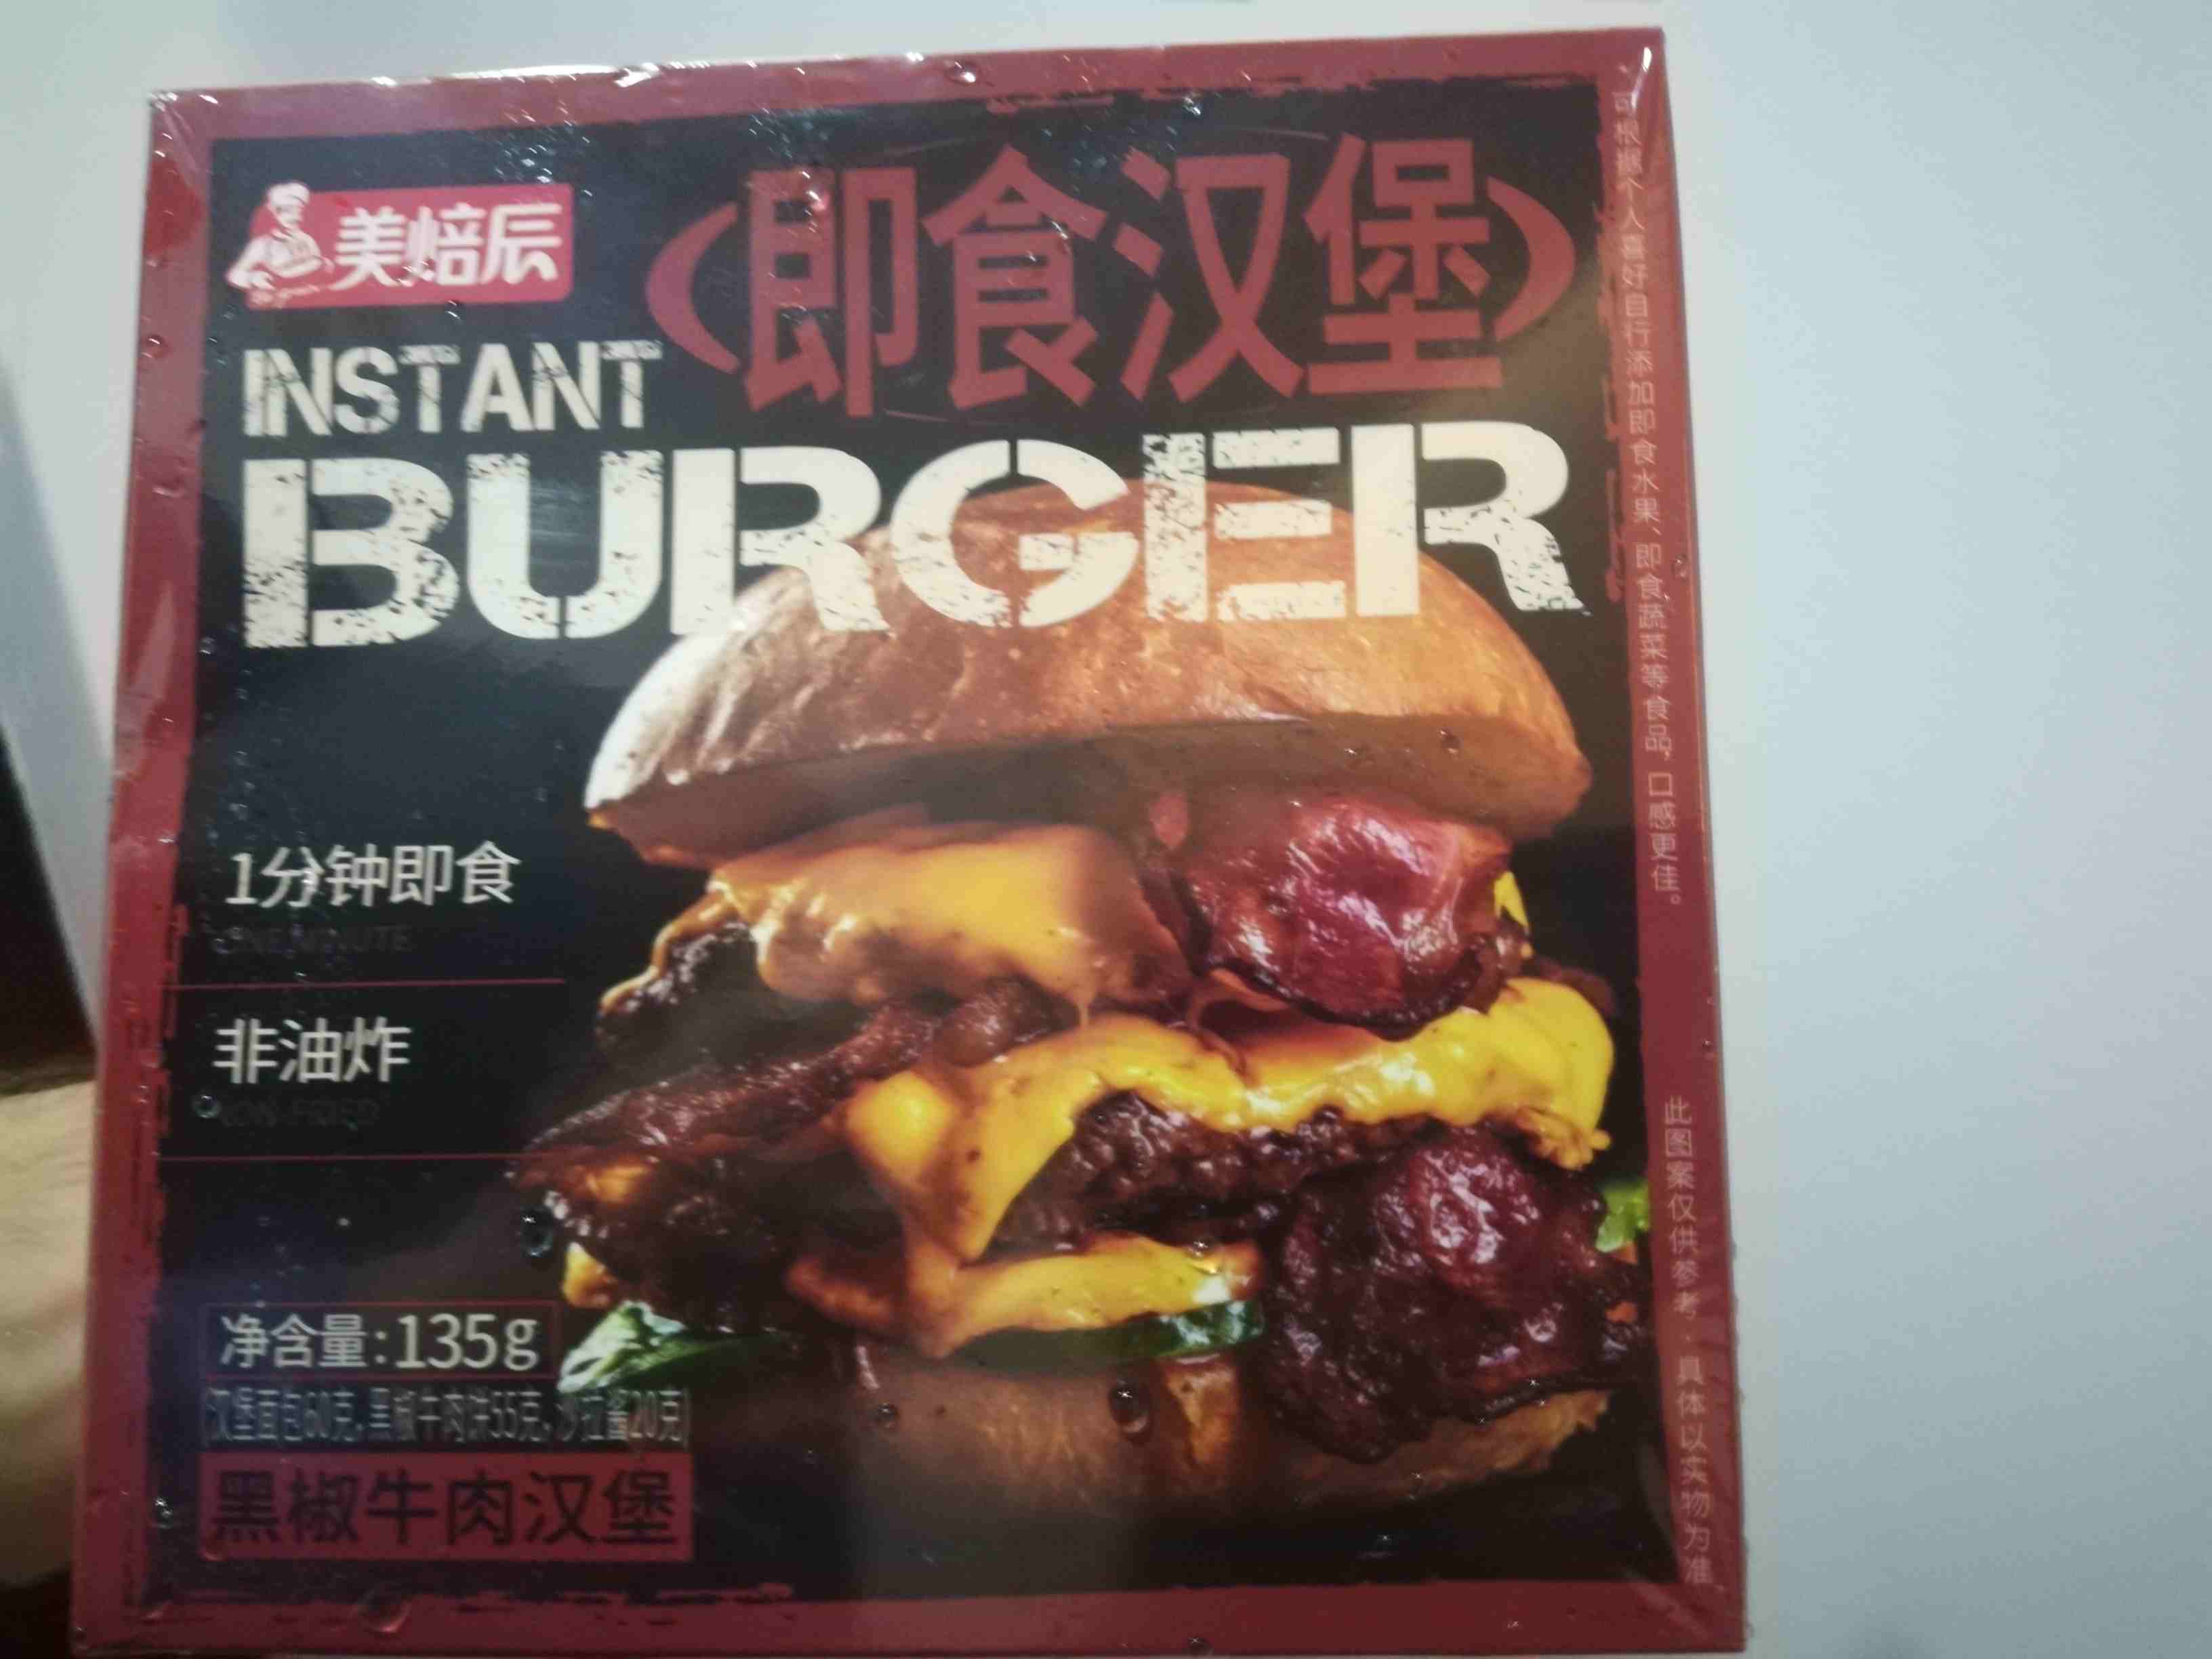 美焙辰
即食汉堡
INSTANT
BURGER
1分钟即食
ONE MINUTE
非油炸
NON-FRIED
净含量:135g
(汉堡面包60克,黑椒牛肉饼55克,沙拉酱20克)
黑椒牛肉汉堡
可根据个人喜好自行添加即食水果、即食蔬菜等食品,口感更佳。
此图案仅供参考,具体以实物为准